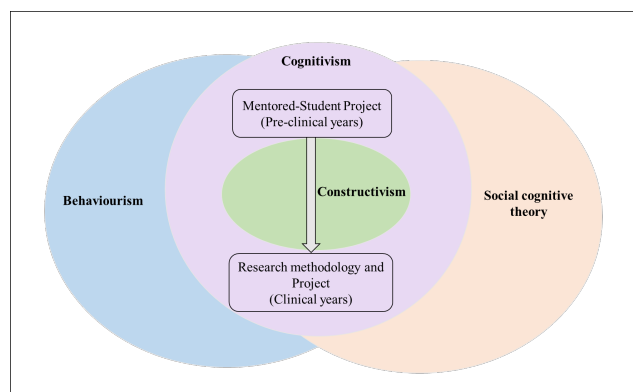 Cognitivism
Mentored-Student Project
(Pre-clinical years)
Constructivism
Behaviourism
Social cognitive
theory
Research methodology and
Project
(Clinical years)